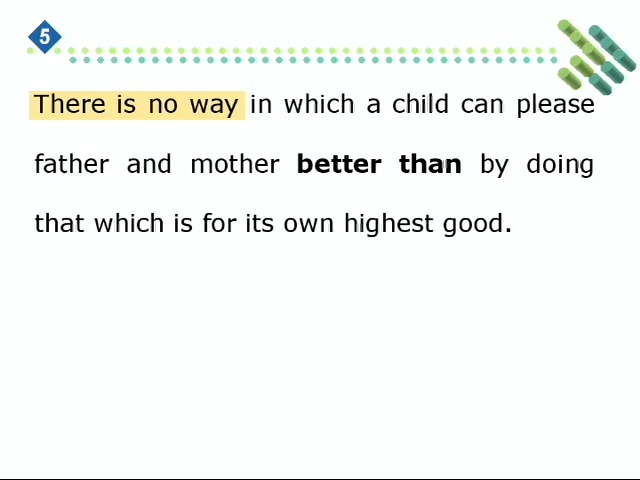 5
There is no way in which a child can please
father and mother better than by doing
that which is for its own highest good.